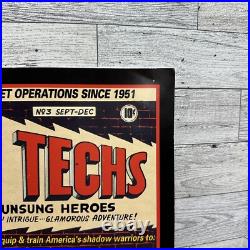 ET OPERATIONS SINCE 1951
No3 SEPT-DEC
10¢
TECHS
UNSUNG HEROES
INTRIGUE... GLAMOROUS ADVENTURE!
quip & train America's shadow warriors to: